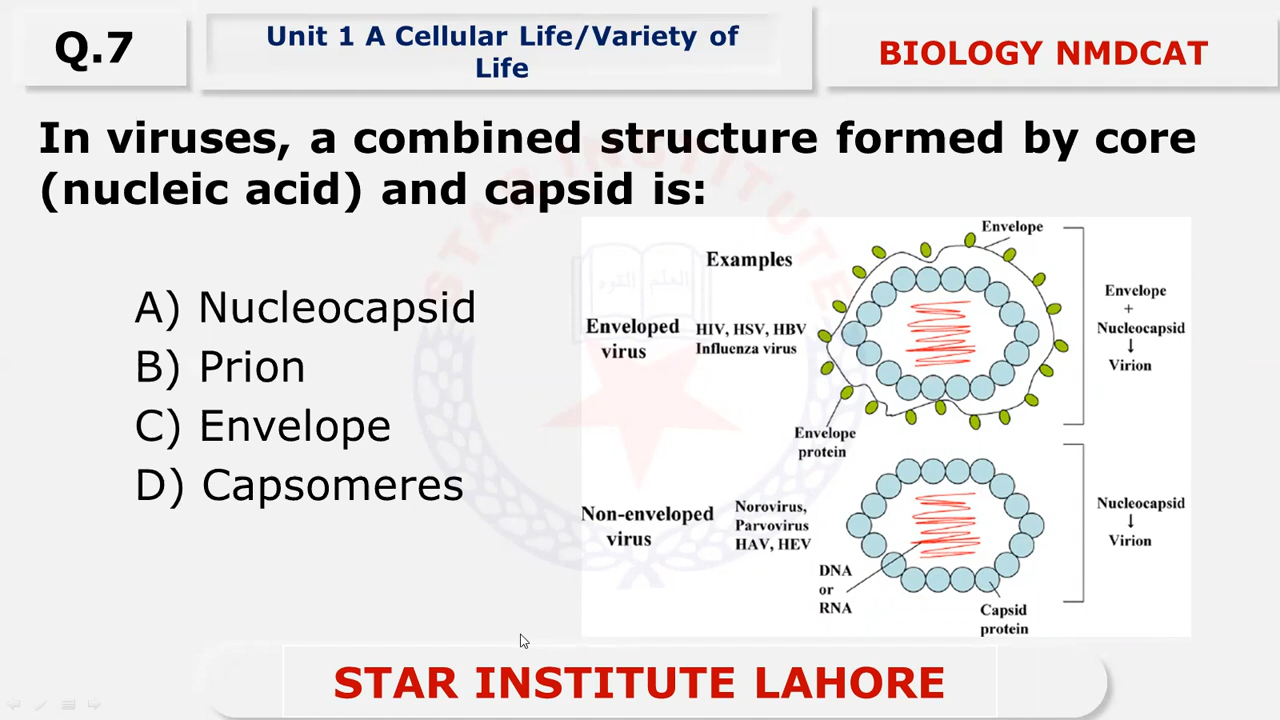 Q.7
Unit 1 A Cellular Life/Variety of
Life
BIOLOGY NMDCAT
In viruses, a combined structure formed by core
(nucleic acid) and capsid is:
A) Nucleocapsid
B) Prion
C) Envelope
D) Capsomeres
Examples
Envelope
Enveloped
virus
HIV, HSV, HBV
Influenza virus
Envelope
+
Nucleocapsid
↓
Virion
Envelope
protein
Non-enveloped
virus
Norovirus,
Parvovirus
HAV, HEV
Nucleocapsid
↓
Virion
DNA
or
RNA
Capsid
protein
STAR INSTITUTE
STAR INSTITUTE LAHORE